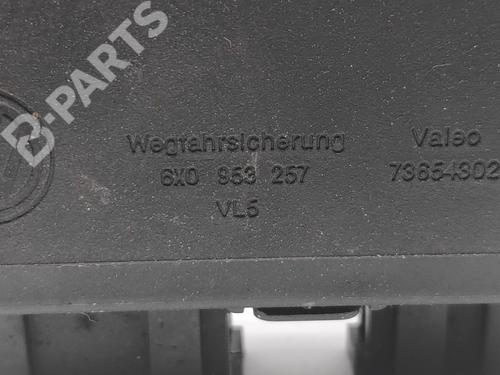 B-PARTS
Wegfahrsicherung Valeo
6X0 953 257 73654302
VL5